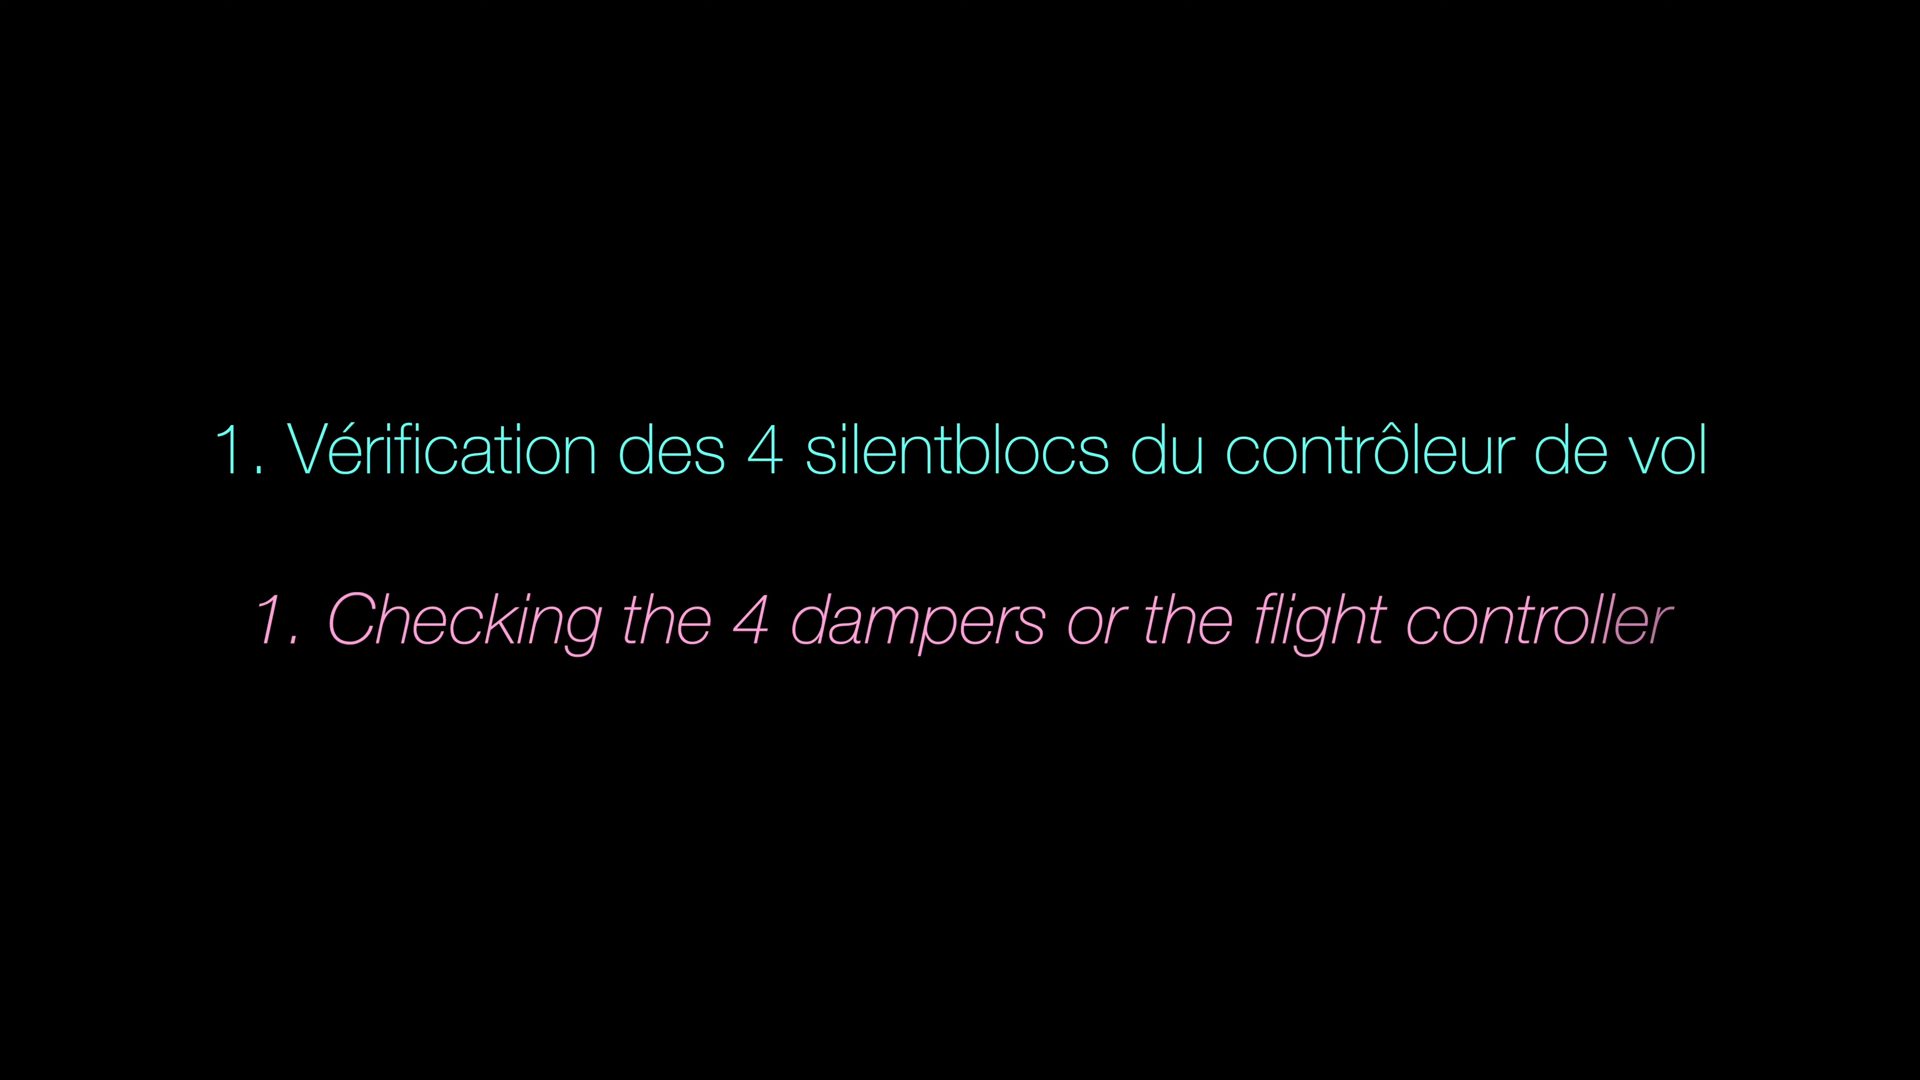 1. Vérification des 4 silentblocs du contrôleur de vol
1. Checking the 4 dampers or the flight controller